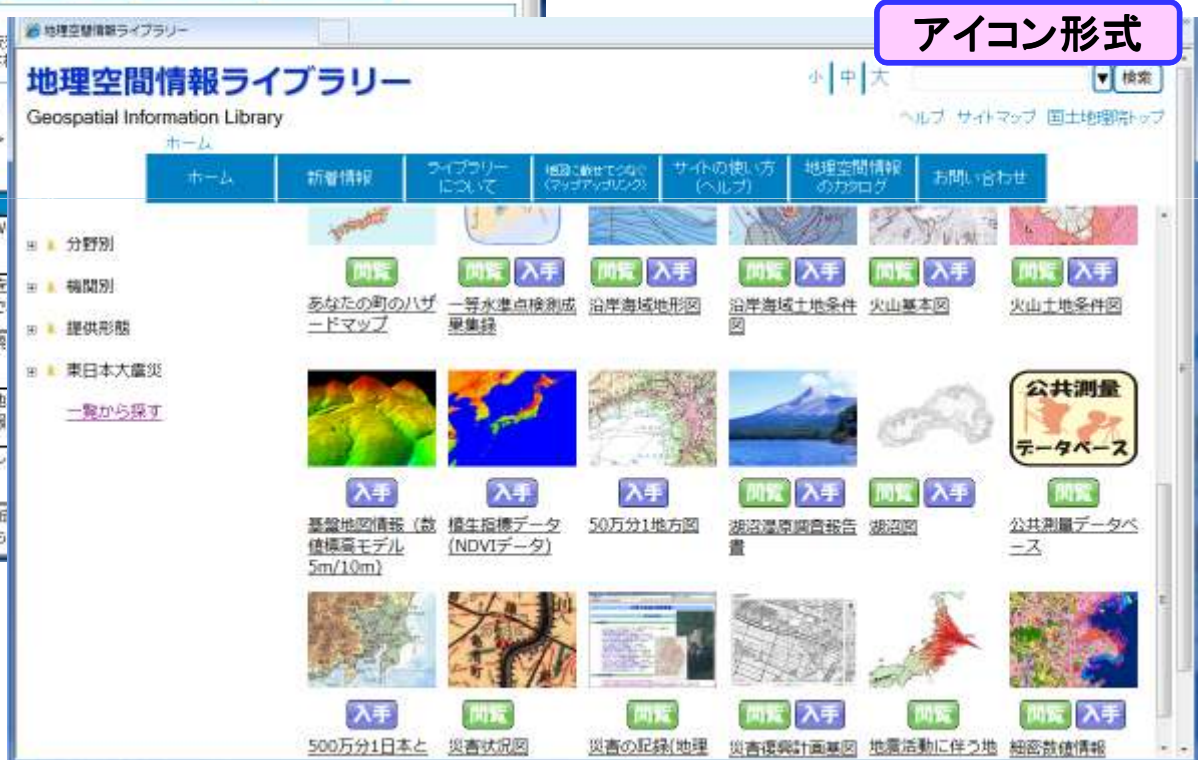 アイコン形式
地理空間情報ライブラリー
地理空間情報ライブラリー
小 中 大
▼ 検索
Geospatial Information Library
ヘルプ サイトマップ 国土地理院トップ
ホーム
ホーム
新着情報
ライブラリー
について
地図に載せてつなぐ
(マップアップリンク)
サイトの使い方
(ヘルプ)
地理空間情報
のカタログ
お問い合わせ
分野別
機関別
提供形態
東日本大震災
一覧から探す
閲覧
閲覧 入手
閲覧 入手
閲覧 入手
閲覧 入手
閲覧 入手
あなたの町のハザ
ードマップ
一等水準点検測成
果集録
沿岸海域地形図
沿岸海域土地条件
図
火山基本図
火山土地条件図
公共測量
データベース
入手
入手
入手
閲覧 入手
閲覧 入手
閲覧
基盤地図情報（数
値標高モデル
5m/10m)
植生指標データ
(NDVIデータ)
50万分1地方図
湖沼湿原調査報告
書
湖沼図
公共測量データベ
ース
入手
閲覧
閲覧
閲覧 入手
閲覧
閲覧 入手
500万分1日本と
災害状況図
災害の記録(地理
災害復興計画基図
地震活動に伴う地
細密数値情報